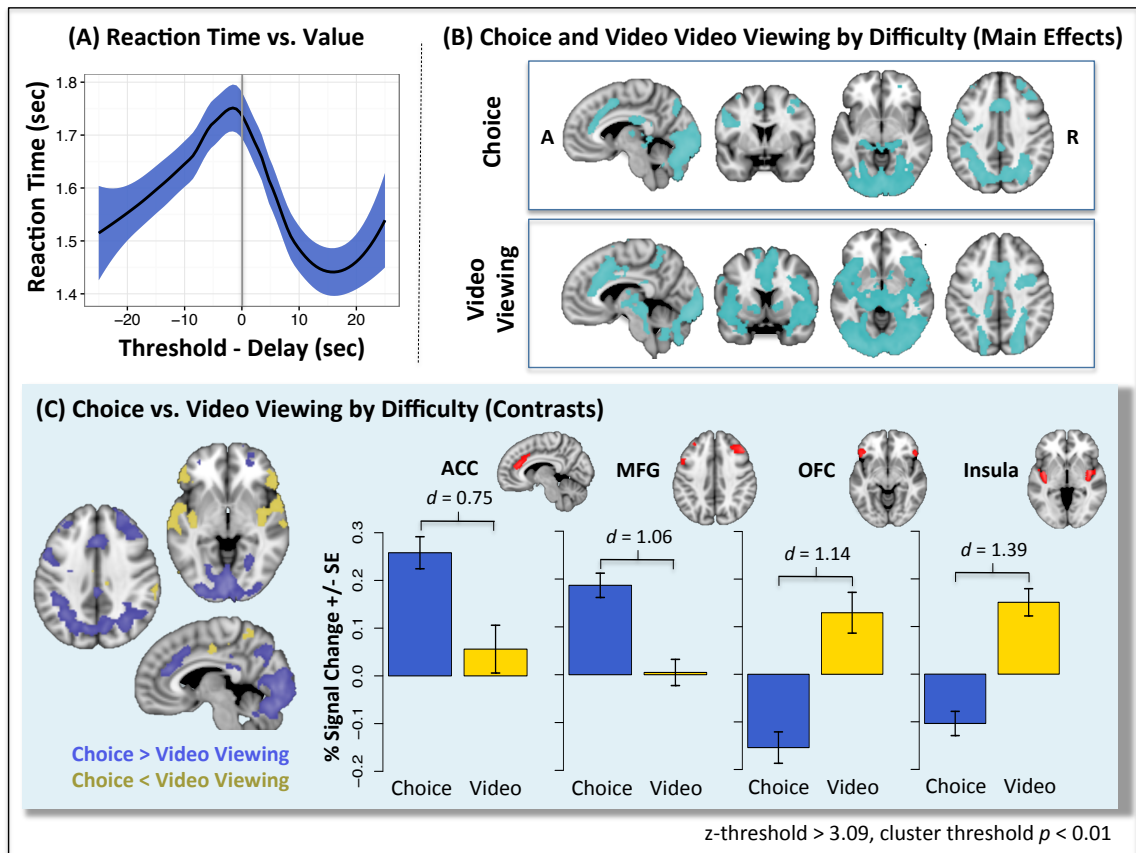 (A) Reaction Time vs. Value
Reaction Time (sec)
1.8
1.7
1.6
1.5
1.4
−20 −10 0 10 20
Threshold - Delay (sec)
(B) Choice and Video Video Viewing by Difficulty (Main Effects)
Choice
A
R
Video
Viewing
(C) Choice vs. Video Viewing by Difficulty (Contrasts)
Choice > Video Viewing
Choice < Video Viewing
ACC
MFG
OFC
Insula
d = 0.75
d = 1.06
d = 1.14
d = 1.39
% Signal Change +/- SE
0.3
0.2
0.1
0.0
-0.1
-0.2
Choice Video
Choice Video
Choice Video
Choice Video
z-threshold > 3.09, cluster threshold p < 0.01